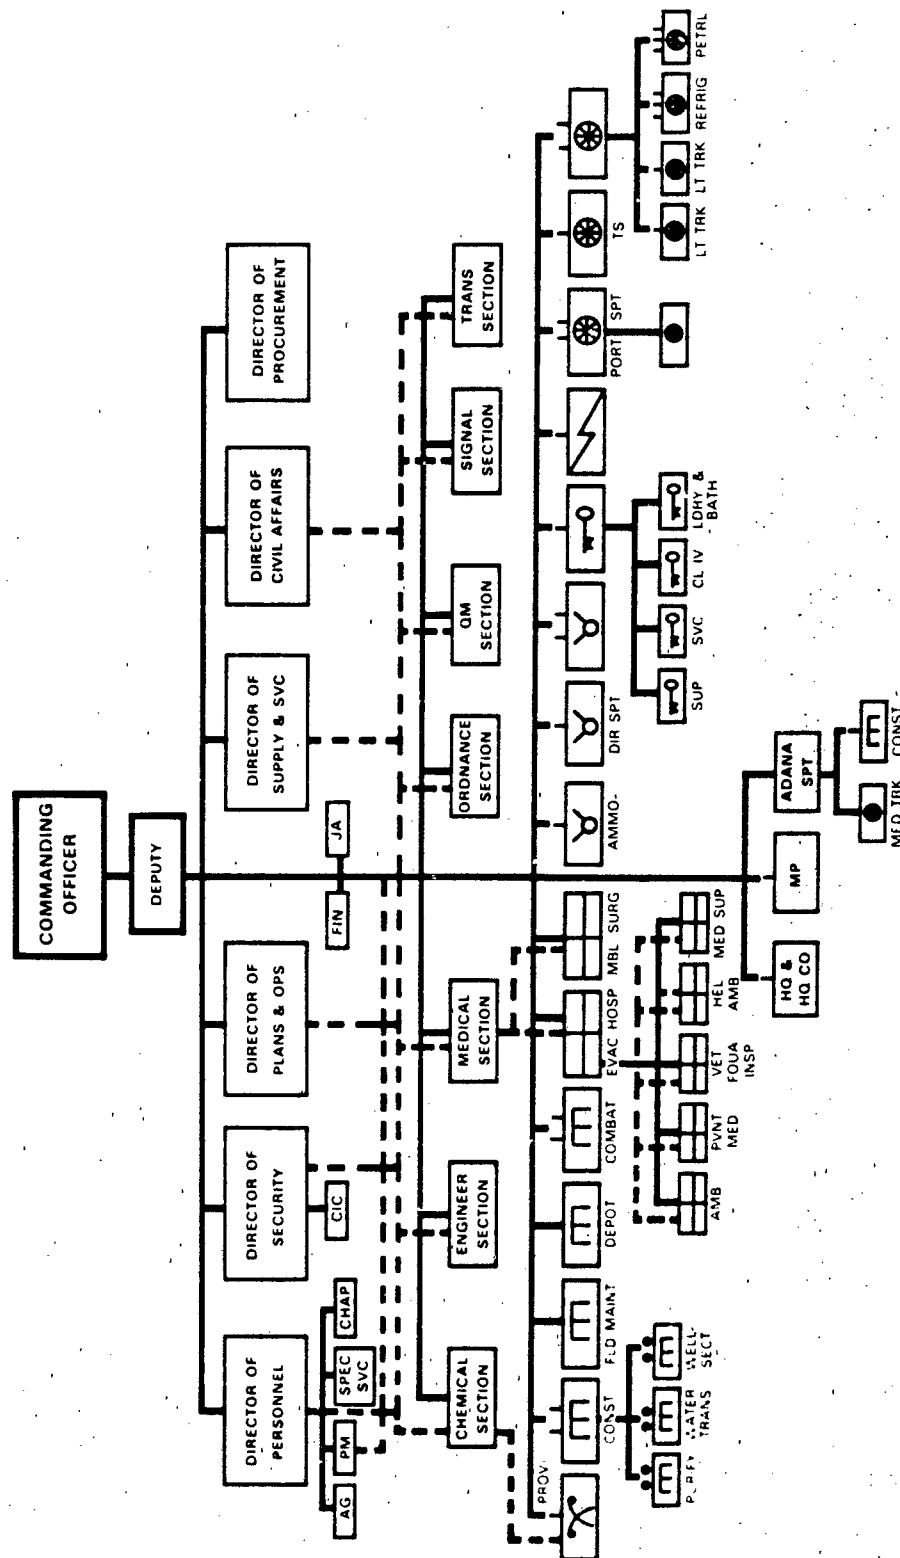 COMMANDING
OFFICER
DEPUTY
DIRECTOR OF
PERSONNEL
DIRECTOR OF
SECURITY
DIRECTOR OF
PLANS & OPS
DIRECTOR OF
SUPPLY & SVC
DIRECTOR OF
CIVIL AFFAIRS
DIRECTOR OF
PROCUREMENT
AG
PM
SPEC
SVC
CHAP
CIC
FIN
JA
CHEMICAL
SECTION
ENGINEER
SECTION
MEDICAL
SECTION
ORDNANCE
SECTION
QM
SECTION
SIGNAL
SECTION
TRANS
SECTION
PROV
CONST
FLD MAINT
DEPOT
COMBAT
EVAC HOSP
MBL SURG
AMMO
DIR SPT
PORT SPT
TS
PURIFY
WATER
TRANS
WELL
SECT
AMB
PVNT
MED
VET
FOUA
INSP
HEL
AMB
MED SUP
SUP
SVC
CL IV
LDHY &
BATH
LT TRK
LT TRK
REFRIG
PETRL
HQ &
HQ CO
MP
ADANA
SPT
MED TRK
CONST